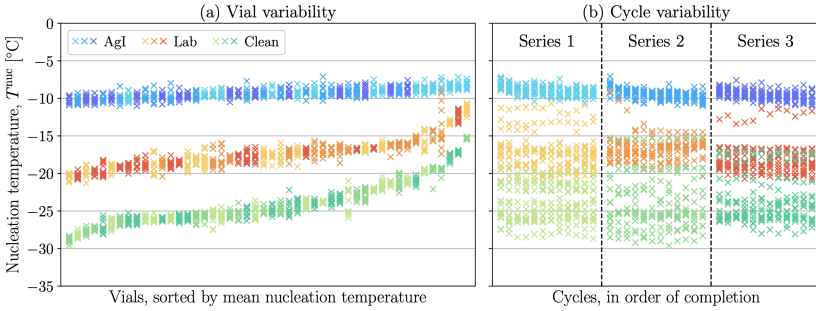 (a) Vial variability
(b) Cycle variability
Nucleation temperature, T^nuc [°C]
0
−5
−10
−15
−20
−25
−30
−35
AgI
Lab
Clean
Series 1
Series 2
Series 3
Vials, sorted by mean nucleation temperature
Cycles, in order of completion